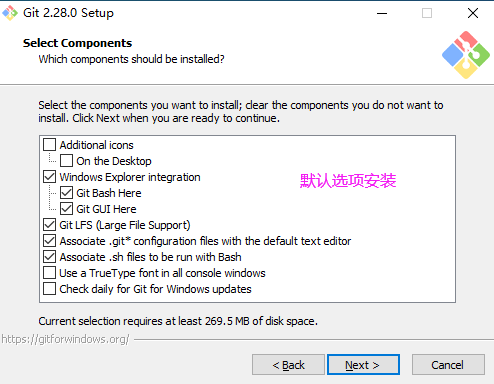 Git 2.28.0 Setup
Select Components
Which components should be installed?
Select the components you want to install; clear the components you do not want to
install. Click Next when you are ready to continue.
Additional icons
On the Desktop
Windows Explorer integration
默认选项安装
Git Bash Here
Git GUI Here
Git LFS (Large File Support)
Associate .git* configuration files with the default text editor
Associate .sh files to be run with Bash
Use a TrueType font in all console windows
Check daily for Git for Windows updates
Current selection requires at least 269.5 MB of disk space.
https://gitforwindows.org/
< Back
Next >
Cancel